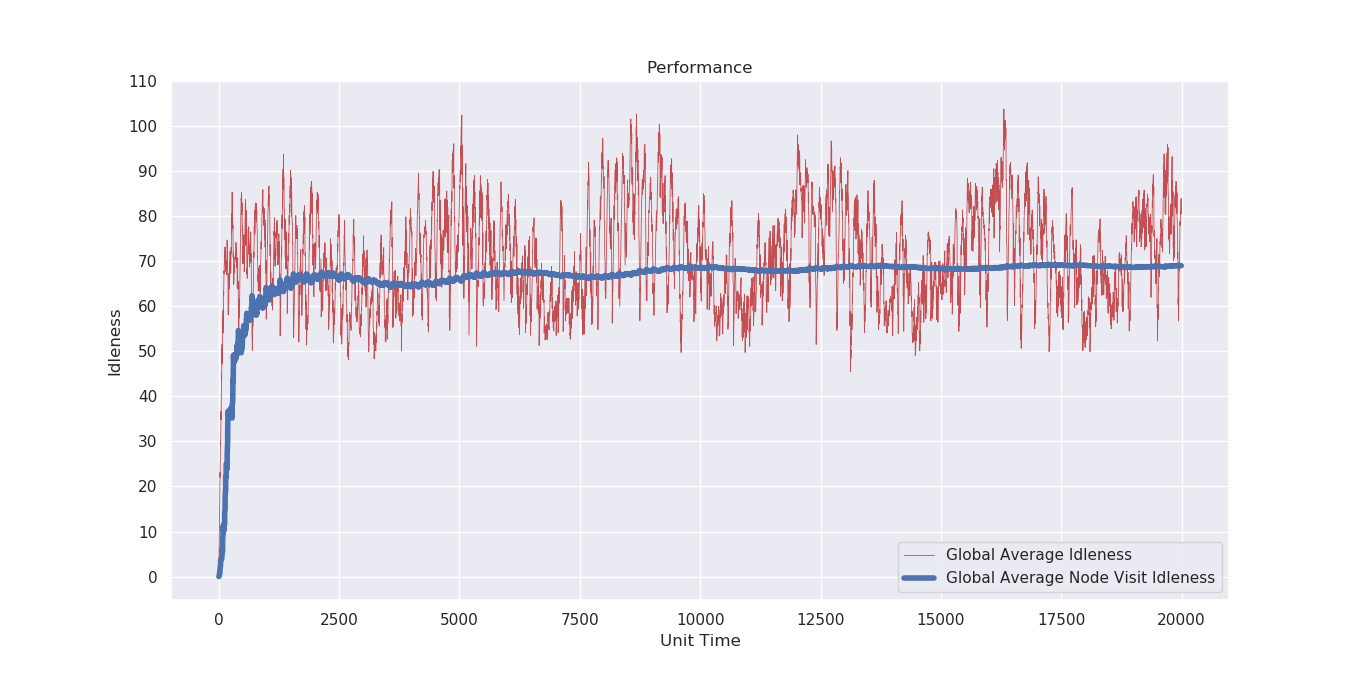 Performance
110
100
90
80
70
60
50
40
30
20
10
0
Idleness
0 2500 5000 7500 10000 12500 15000 17500 20000
Unit Time
Global Average Idleness
Global Average Node Visit Idleness